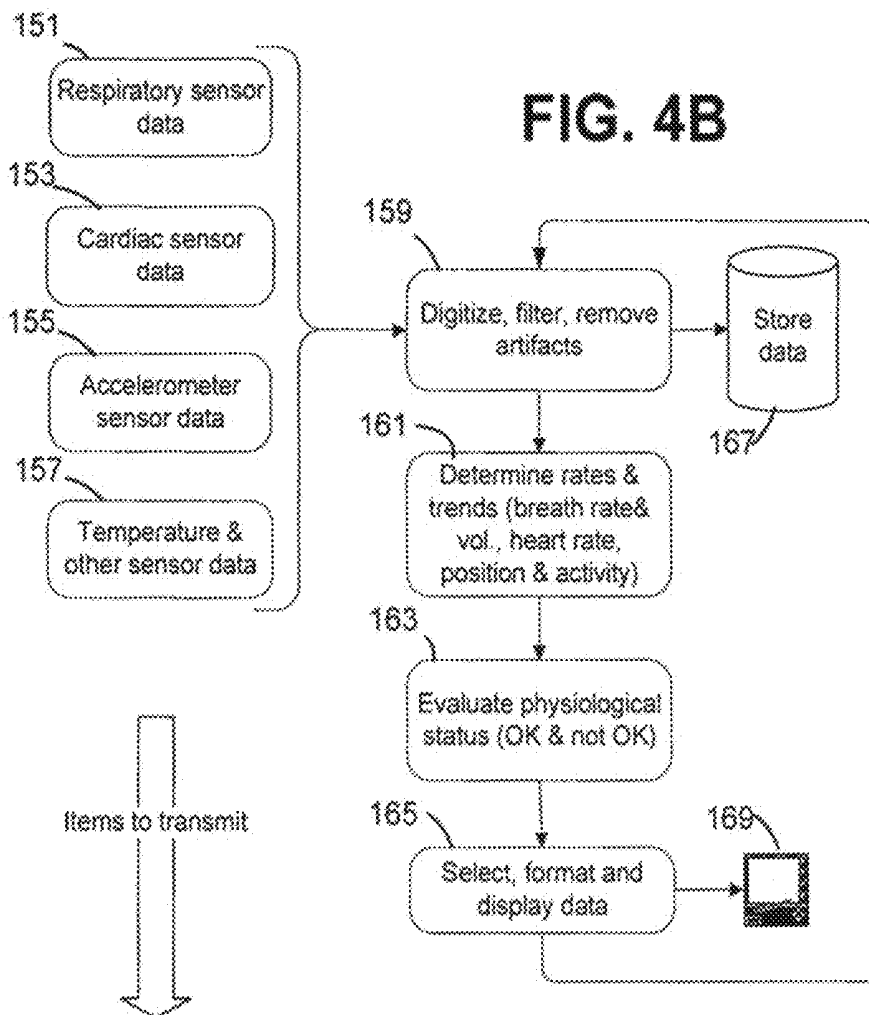 151
Respiratory sensor
data
FIG. 4B
153
Cardiac sensor
data
159
Digitize, filter, remove
artifacts
Store
data
167
155
Accelerometer
sensor data
161
Determine rates &
trends (breath rate&
vol., heart rate,
position & activity)
157
Temperature &
other sensor data
163
Evaluate physiological
status (OK & not OK)
Items to transmit
165
Select, format and
display data
169